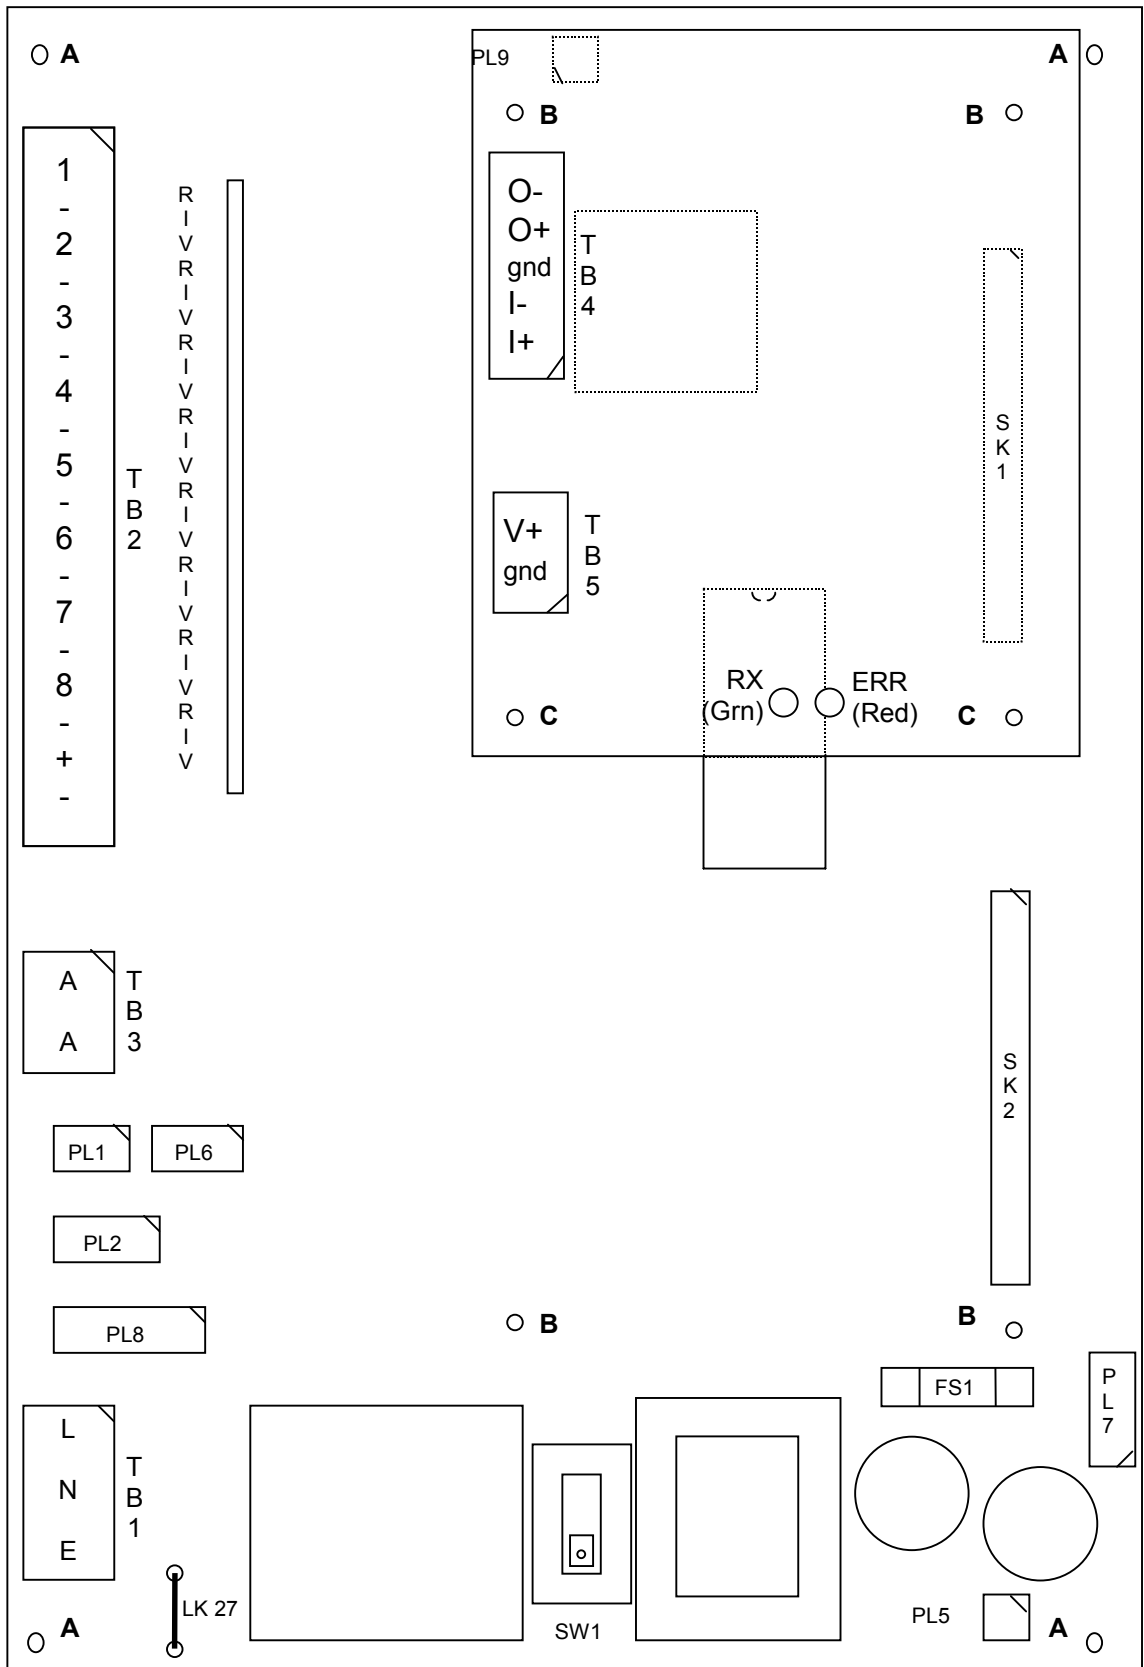 A
PL9
A
B
B
1
-
2
-
3
-
4
-
5
-
6
-
7
-
8
-
+
-
TB2
R
I
V
R
I
V
R
I
V
R
I
V
R
I
V
R
I
V
R
I
V
R
I
V
O-
O+
gnd
I-
I+
TB4
SK1
V+
gnd
TB5
RX
(Grn)
ERR
(Red)
C
C
A
A
TB3
SK2
PL1
PL6
PL2
PL8
B
B
FS1
PL7
L
N
E
TB1
LK 27
SW1
PL5
A
A